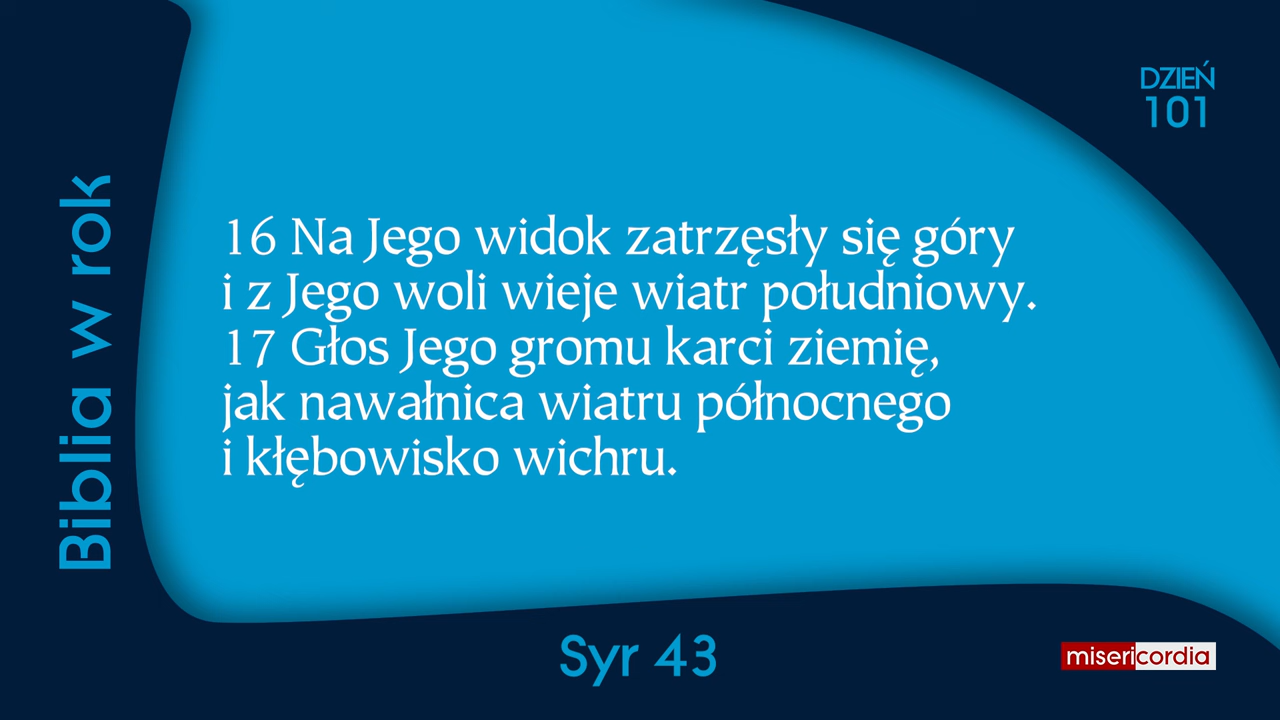 DZIEŃ
101
Biblia w rok
16 Na Jego widok zatrzęsły się góry
i z Jego woli wieje wiatr południowy.
17 Głos Jego gromu karci ziemię,
jak nawałnica wiatru północnego
i kłębowisko wichru.
Syr 43
misericordia